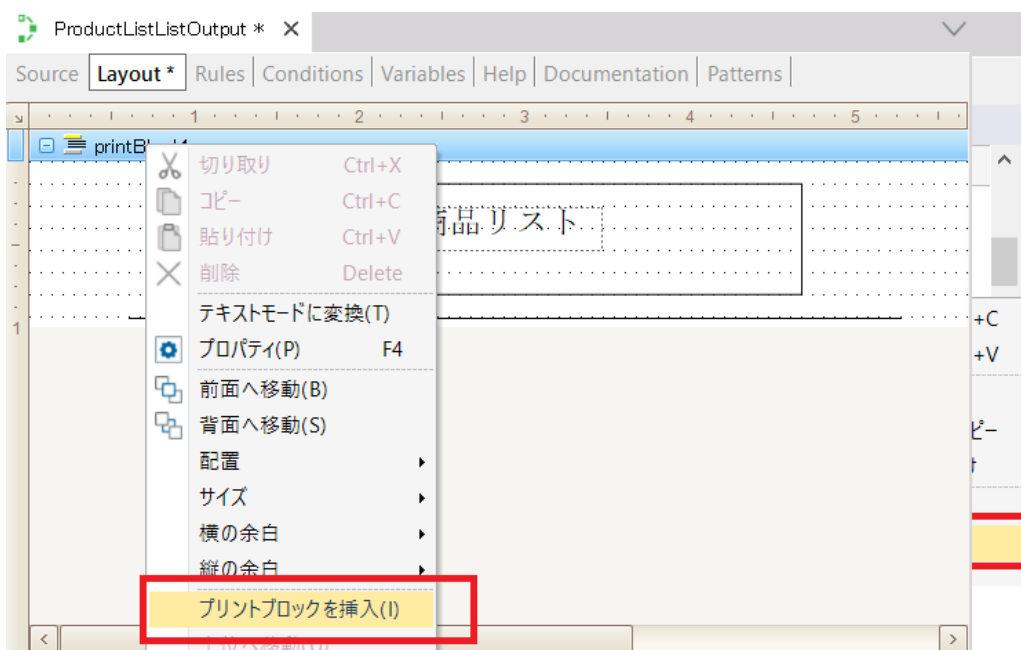 ProductListListOutput *
Source Layout * Rules Conditions Variables Help Documentation Patterns
1 2 3 4 5
printB
切り取り Ctrl+X
コピー Ctrl+C
品リスト
貼り付け Ctrl+V
削除 Delete
テキストモードに変換(T)
1
+C
プロパティ(P) F4
+V
前面へ移動(B)
背面へ移動(S)
ピー
配置
サイズ
横の余白
縦の余白
プリントブロックを挿入(I)